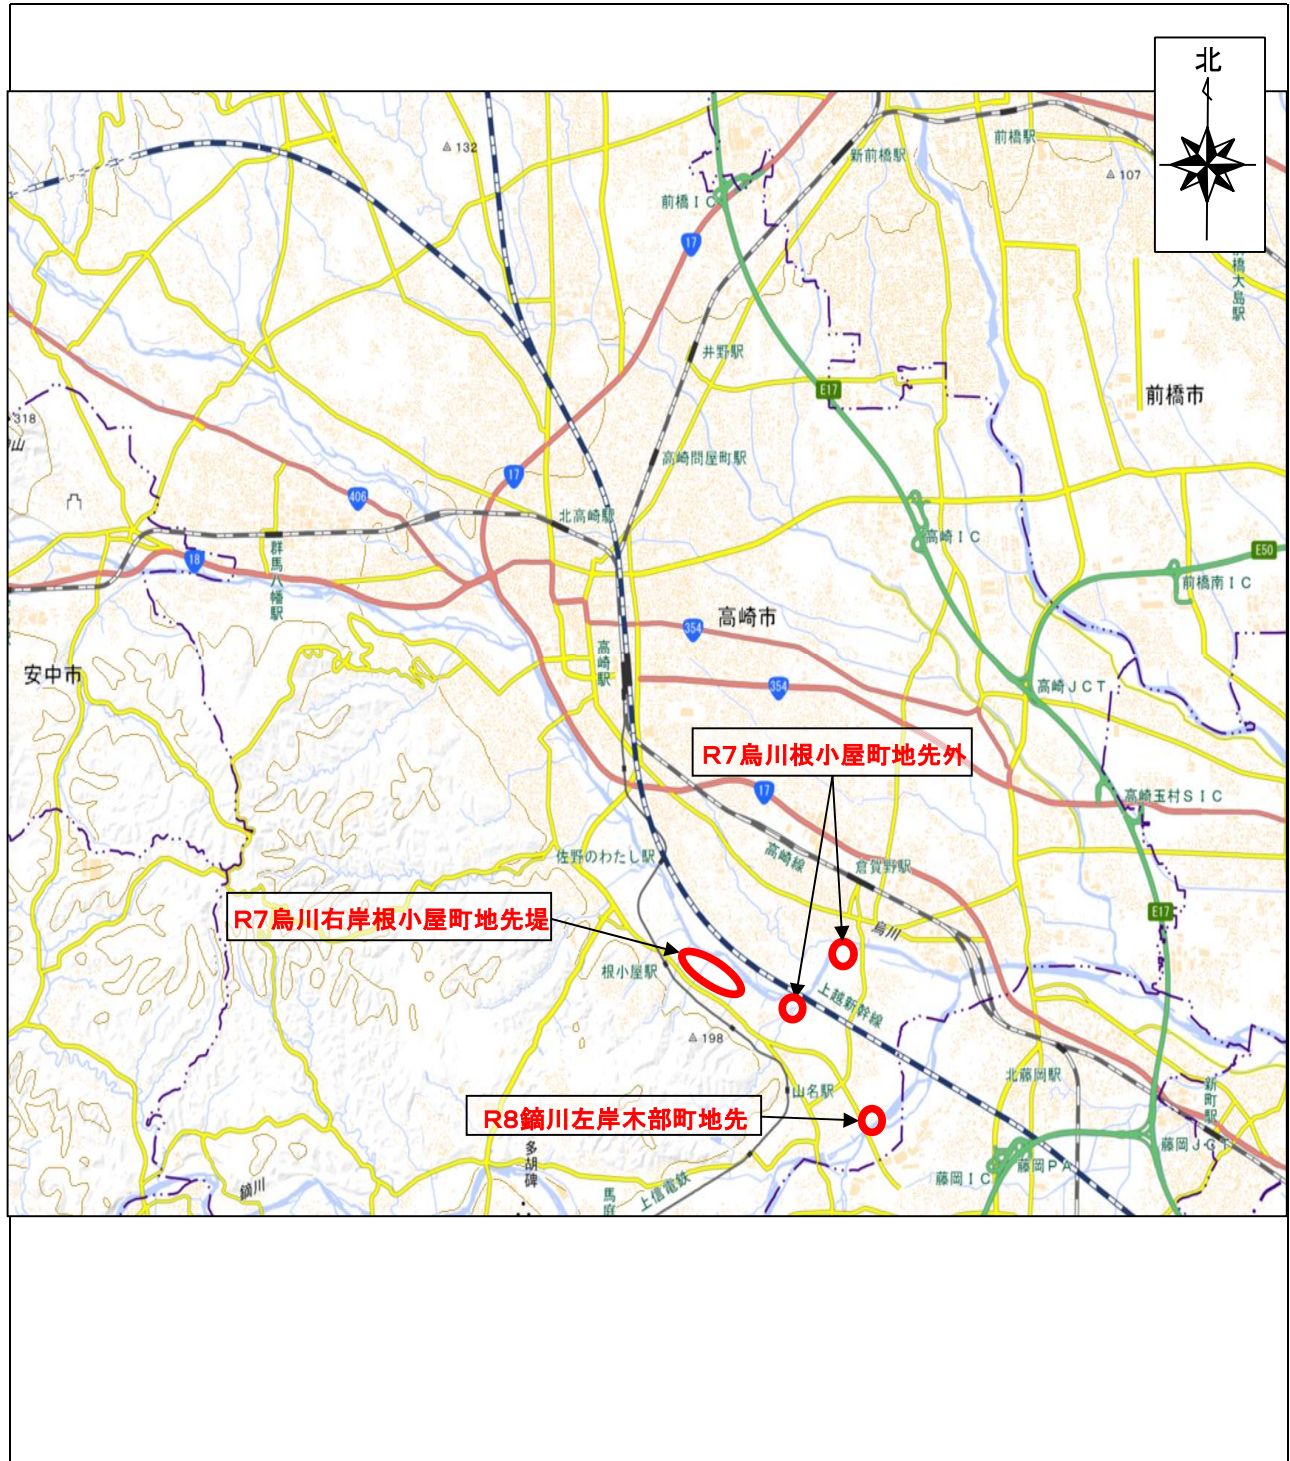 北
132
新前橋駅
前橋駅
107
前橋IC
17
前橋大島駅
井野駅
E17
前橋市
318
山
高崎問屋町駅
17
406
北高崎駅
高崎IC
E50
18
群馬八幡駅
前橋南IC
高崎市
354
高崎駅
安中市
354
高崎JCT
R7烏川根小屋町地先外
17
高崎玉村SIC
高崎線
佐野のわたし駅
倉賀野駅
R7烏川右岸根小屋町地先堤
E17
烏川
根小屋駅
上越新幹線
198
北藤岡駅
山名駅
新町駅
R8鏑川左岸木部町地先
多胡碑
藤岡JCT
藤岡PA
藤岡IC
鏑川
馬庭
上信電鉄